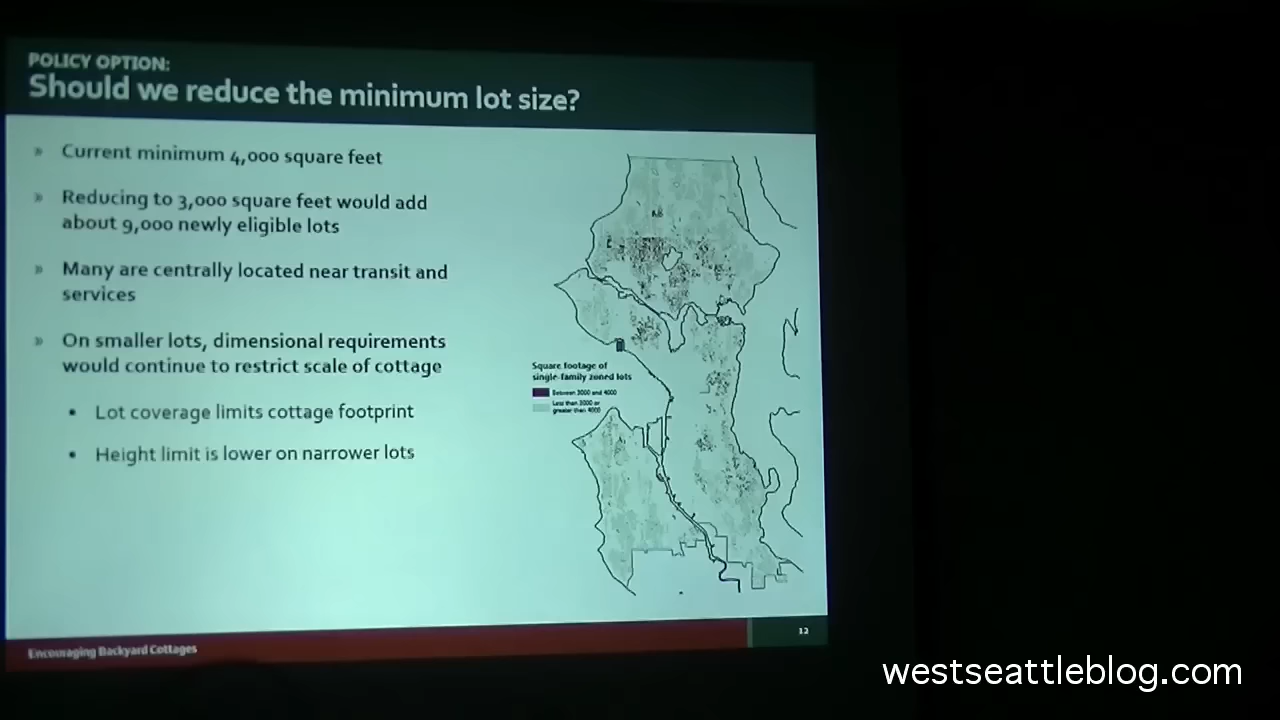 POLICY OPTION:
Should we reduce the minimum lot size?
» Current minimum 4,000 square feet
» Reducing to 3,000 square feet would add
about 9,000 newly eligible lots
» Many are centrally located near transit and
services
» On smaller lots, dimensional requirements
would continue to restrict scale of cottage
• Lot coverage limits cottage footprint
• Height limit is lower on narrower lots
Square footage of
single-family zoned lots
Between 3000 and 4000
Less than 3000 or
greater than 4000
Encouraging Backyard Cottages
12
westseattleblog.com